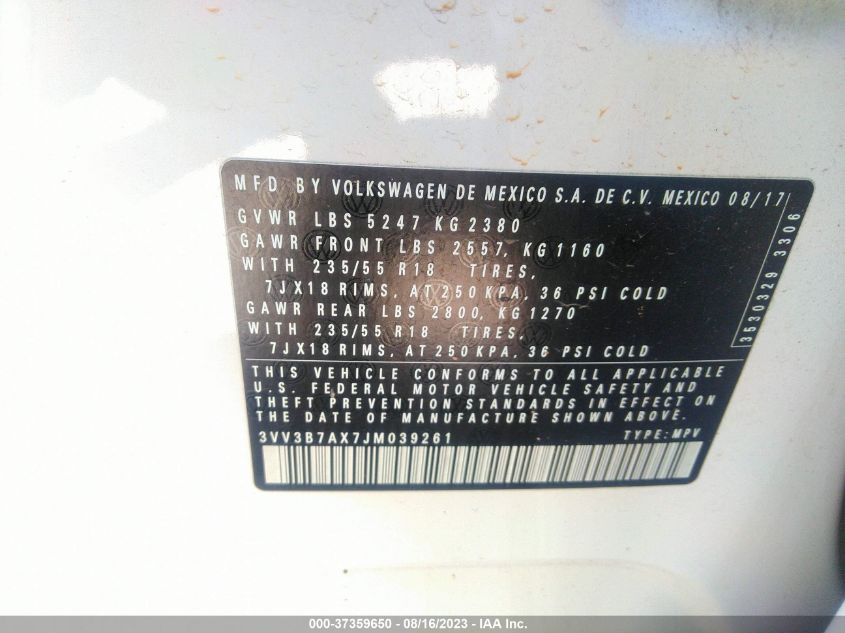 MFD BY VOLKSWAGEN DE MEXICO S.A. DE C.V. MEXICO 08/17
GVWR LBS 5247 KG 2380
GAWR FRONT LBS 2557, KG 1160
WITH 235/55 R18 TIRES,
7JX18 RIMS, AT 250 KPA, 36 PSI COLD
GAWR REAR LBS 2800, KG 1270
WITH 235/55 R18 TIRES,
7JX18 RIMS, AT 250 KPA, 36 PSI COLD
3530329 3306
THIS VEHICLE CONFORMS TO ALL APPLICABLE
U.S. FEDERAL MOTOR VEHICLE SAFETY AND
THEFT PREVENTION STANDARDS IN EFFECT ON
THE DATE OF MANUFACTURE SHOWN ABOVE.
3VV3B7AX7JM039261 TYPE: MPV
000-37359650 - 08/16/2023 - IAA Inc.